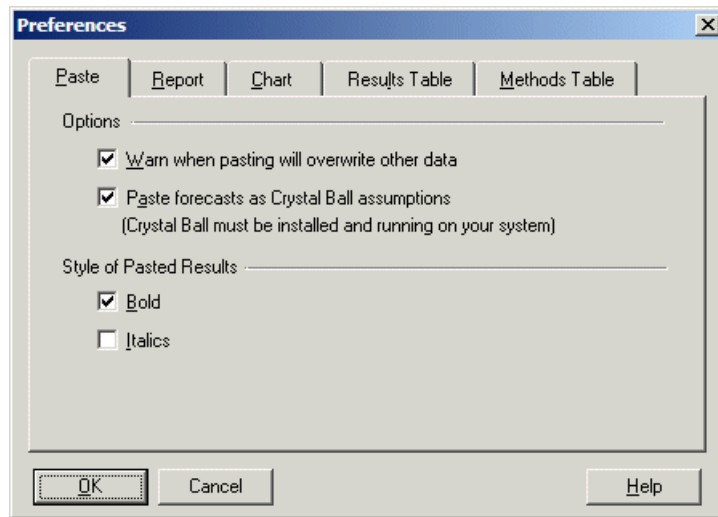 Preferences
Paste Report Chart Results Table Methods Table
Options
Warn when pasting will overwrite other data
Paste forecasts as Crystal Ball assumptions
(Crystal Ball must be installed and running on your system)
Style of Pasted Results
Bold
Italics
OK Cancel Help